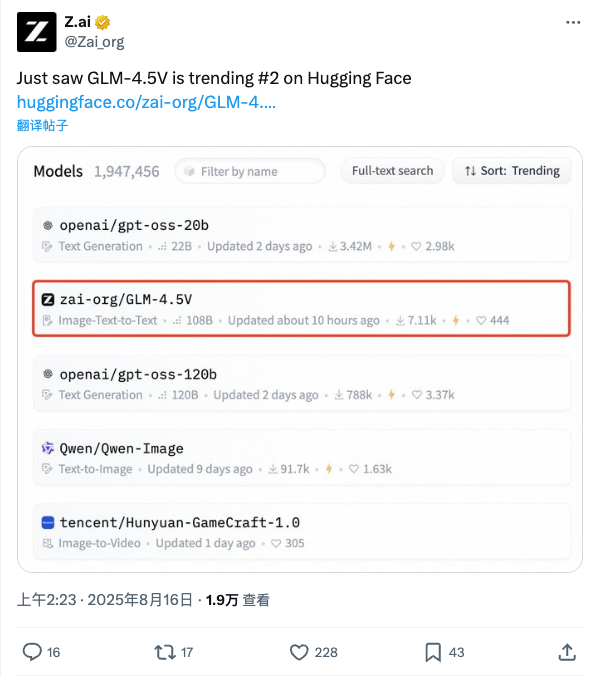 Z.ai
@Zai_org
Just saw GLM-4.5V is trending #2 on Hugging Face
huggingface.co/zai-org/GLM-4....
翻译帖子
Models 1,947,456 Filter by name Full-text search Sort: Trending
openai/gpt-oss-20b
Text Generation • 22B • Updated 2 days ago • 3.42M • 2.98k
zai-org/GLM-4.5V
Image-Text-to-Text • 108B • Updated about 10 hours ago • 7.11k • 444
openai/gpt-oss-120b
Text Generation • 120B • Updated 2 days ago • 788k • 3.37k
Qwen/Qwen-Image
Text-to-Image • Updated 9 days ago • 91.7k • 1.63k
tencent/Hunyuan-GameCraft-1.0
Image-to-Video • Updated 1 day ago • 305
上午2:23 · 2025年8月16日 · 1.9万 查看
16 17 228 43